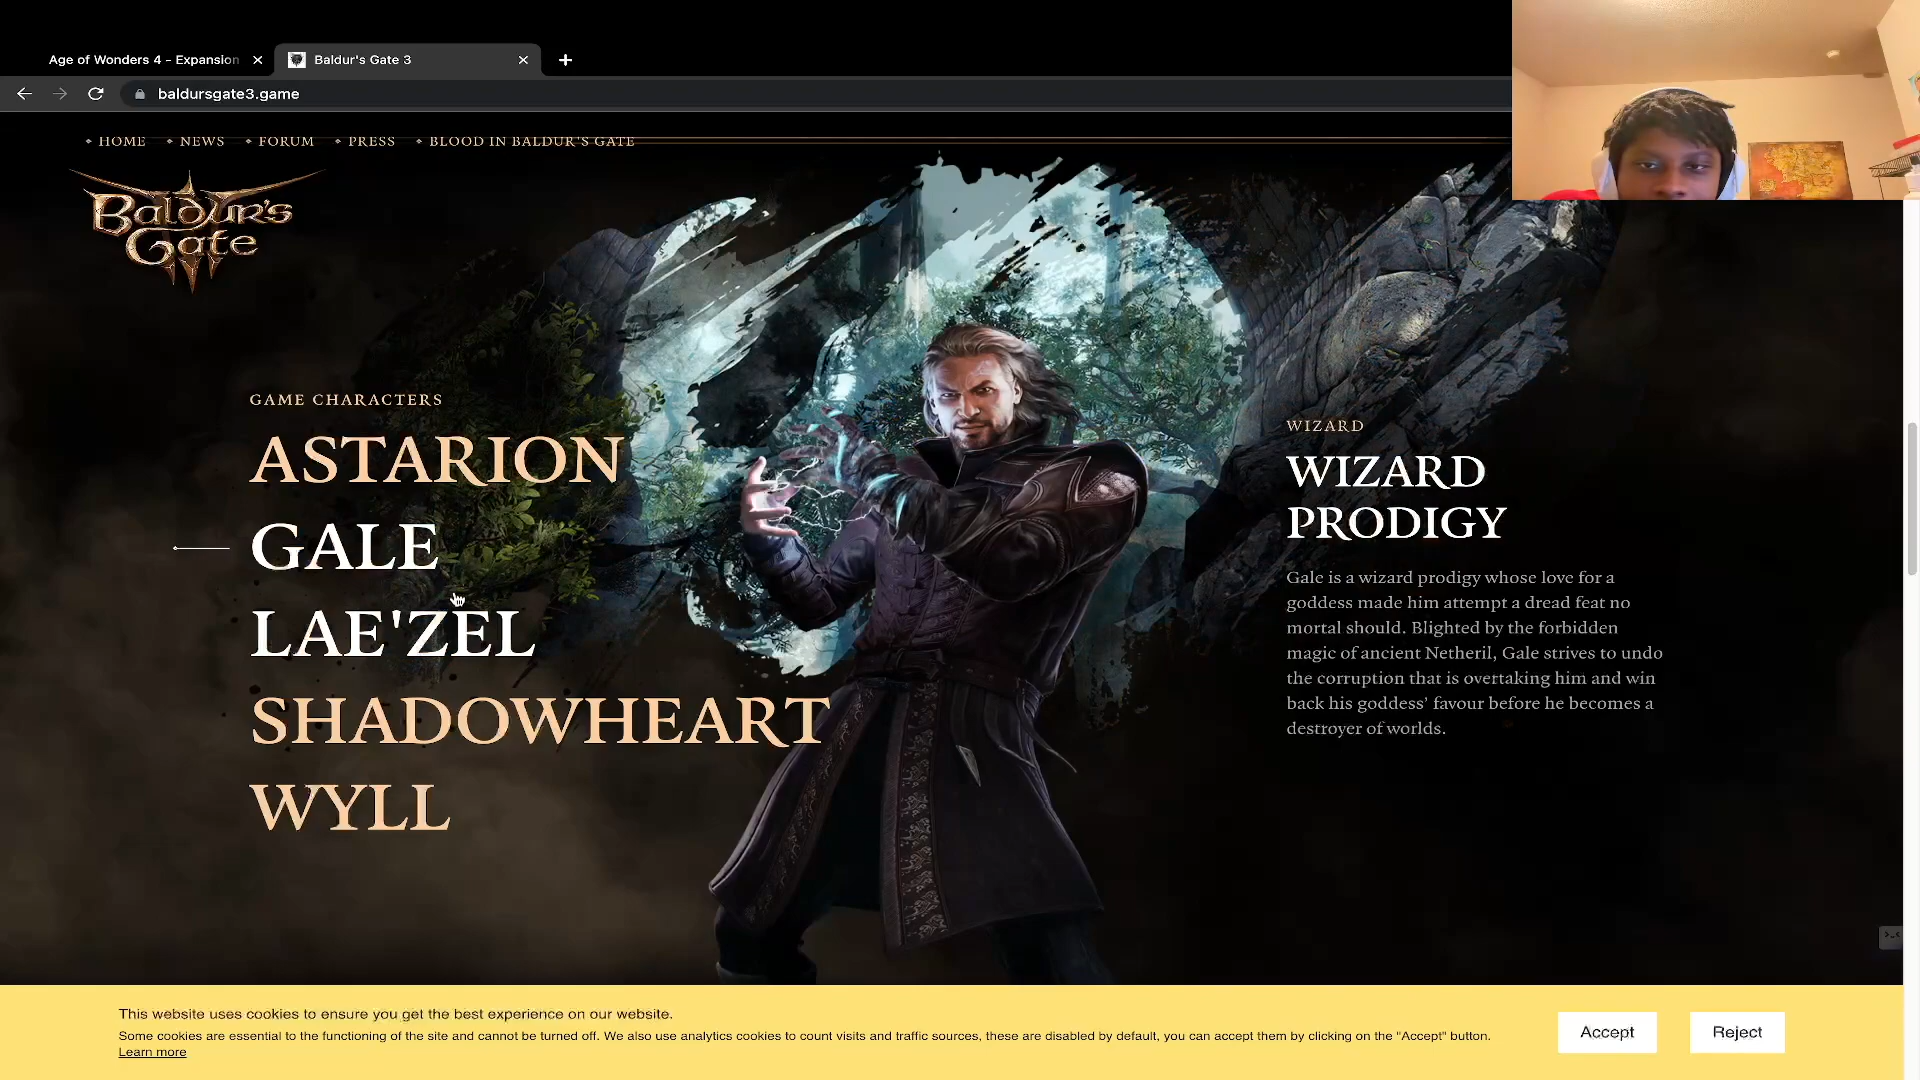 Age of Wonders 4 - Expansion
Baldur's Gate 3
baldursgate3.game
HOME
NEWS
FORUM
PRESS
BLOOD IN BALDUR'S GATE
Baldur's
Gate
GAME CHARACTERS
ASTARION
GALE
LAE'ZEL
SHADOWHEART
WYLL
WIZARD
WIZARD
PRODIGY
Gale is a wizard prodigy whose love for a
goddess made him attempt a dread feat no
mortal should. Blighted by the forbidden
magic of ancient Netheril, Gale strives to undo
the corruption that is overtaking him and win
back his goddess’ favour before he becomes a
destroyer of worlds.
This website uses cookies to ensure you get the best experience on our website.
Some cookies are essential to the functioning of the site and cannot be turned off. We also use analytics cookies to count visits and traffic sources, these are disabled by default, you can accept them by clicking on the "Accept" button.
Learn more
Accept
Reject